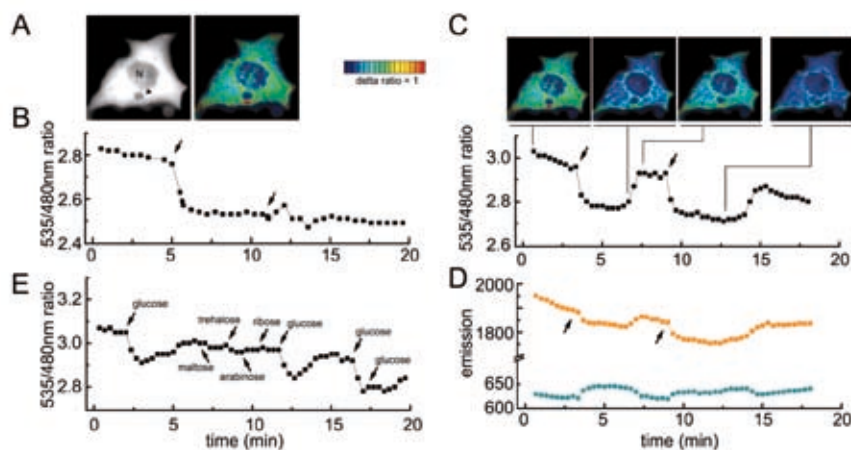 A
N
delta ratio = 1
B
535/480nm ratio
2.8
2.6
2.4
0 5 10 15 20
E
535/480nm ratio
3.2
3.0
2.8
glucose
maltose
trehalose
arabinose
ribose
glucose
glucose
glucose
0 5 10 15 20
time (min)
C
535/480nm ratio
3.0
2.8
2.6
0 5 10 15 20
D
emission
2000
1800
650
600
0 5 10 15 20
time (min)